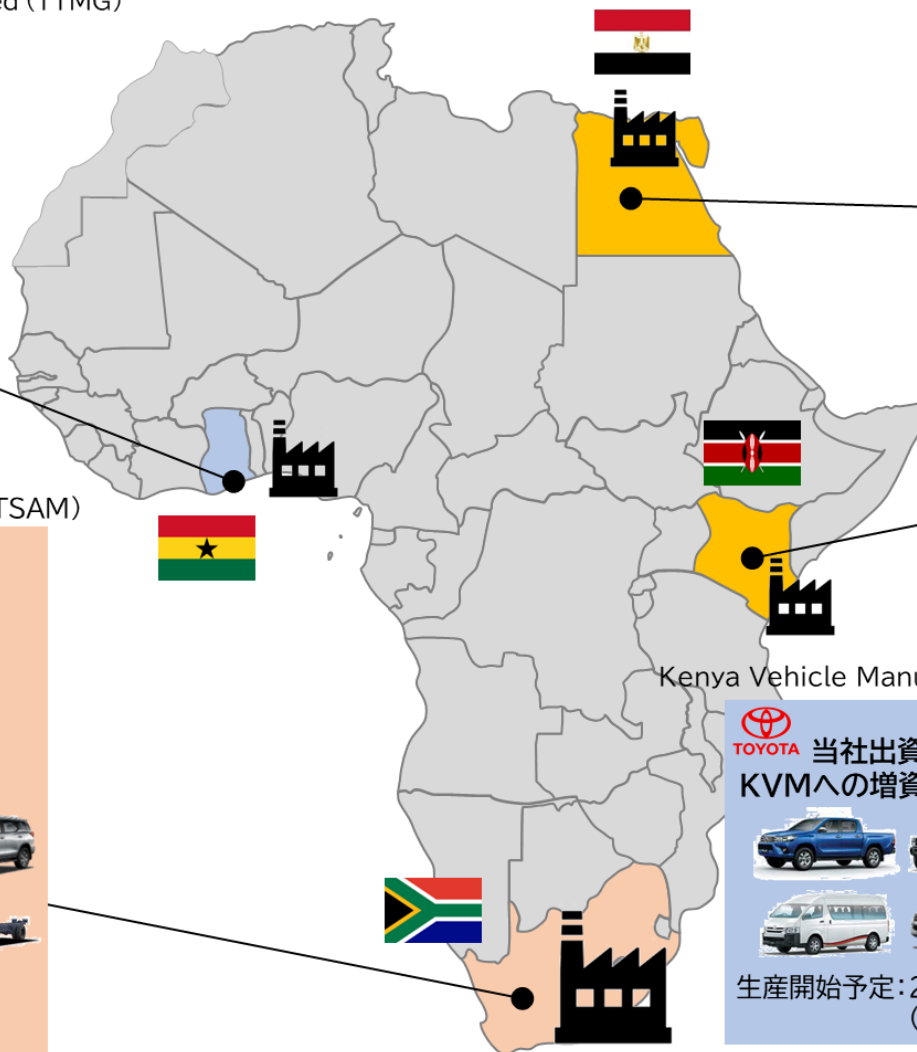 (TTMG)
TSAM)
Kenya Vehicle Manu
TOYOTA
当社出資
KVMへの増資
生産開始予定：2
（